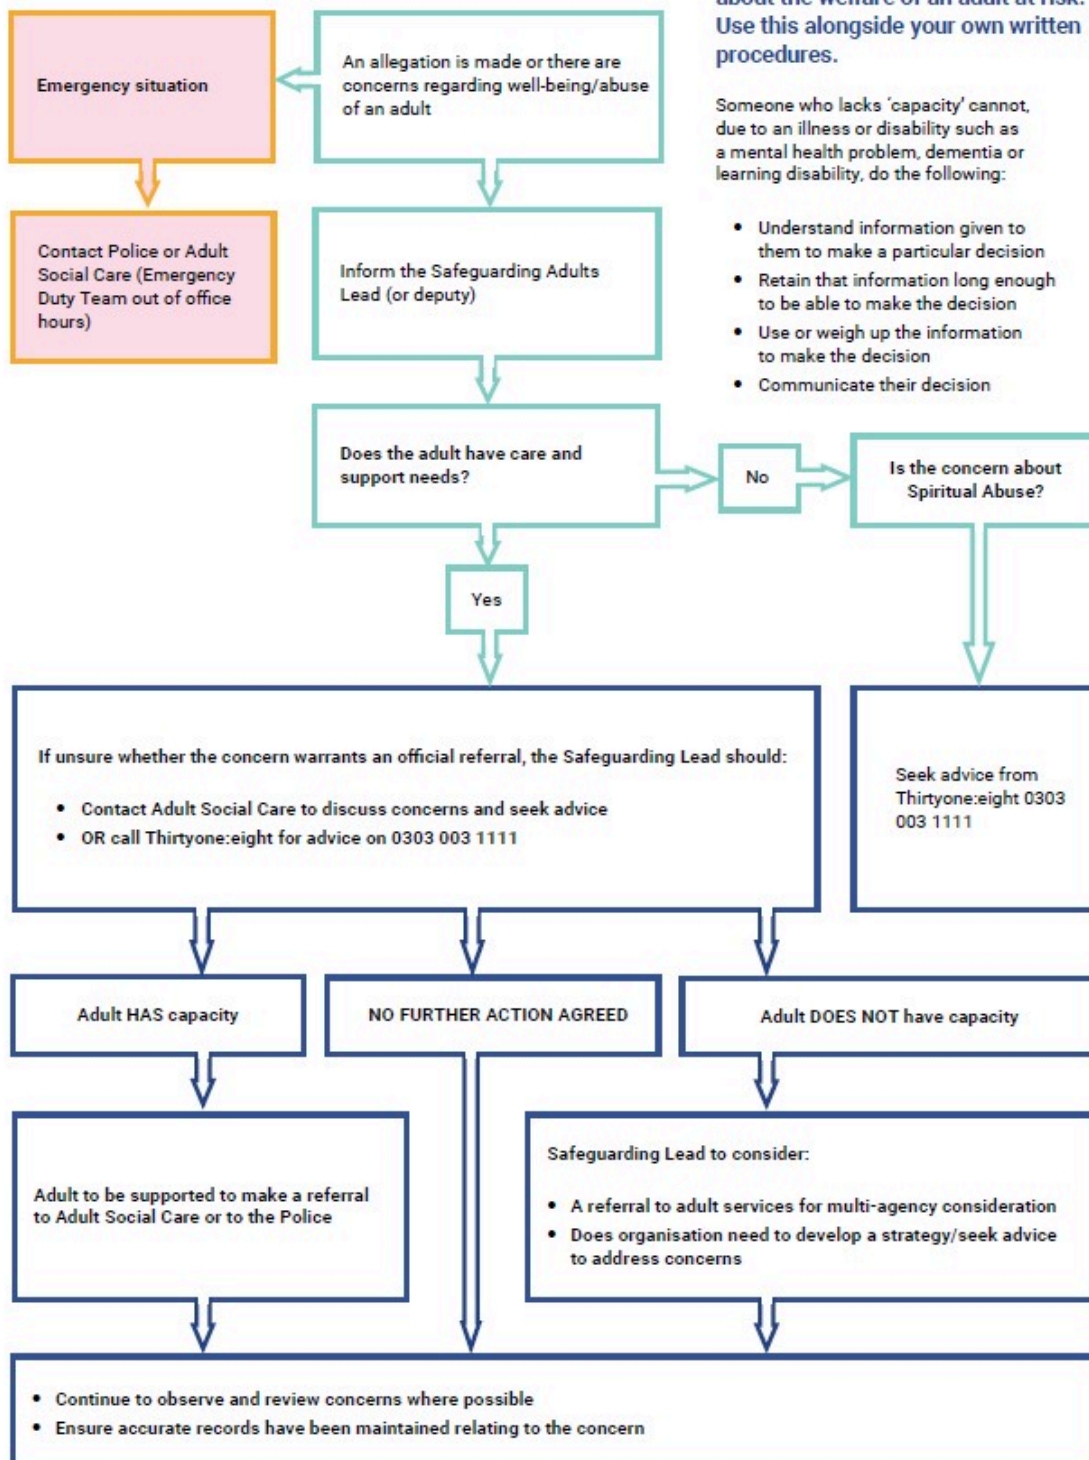 about the welfare of an adult at risk.
Use this alongside your own written
procedures.
Someone who lacks ‘capacity’ cannot,
due to an illness or disability such as
a mental health problem, dementia or
learning disability, do the following:
• Understand information given to
them to make a particular decision
• Retain that information long enough
to be able to make the decision
• Use or weigh up the information
to make the decision
• Communicate their decision
Emergency situation
An allegation is made or there are
concerns regarding well-being/abuse
of an adult
Contact Police or Adult
Social Care (Emergency
Duty Team out of office
hours)
Inform the Safeguarding Adults
Lead (or deputy)
Does the adult have care and
support needs?
No
Is the concern about
Spiritual Abuse?
Yes
If unsure whether the concern warrants an official referral, the Safeguarding Lead should:
• Contact Adult Social Care to discuss concerns and seek advice
• OR call Thirtyone:eight for advice on 0303 003 1111
Seek advice from
Thirtyone:eight 0303
003 1111
Adult HAS capacity
NO FURTHER ACTION AGREED
Adult DOES NOT have capacity
Adult to be supported to make a referral
to Adult Social Care or to the Police
Safeguarding Lead to consider:
• A referral to adult services for multi-agency consideration
• Does organisation need to develop a strategy/seek advice
to address concerns
• Continue to observe and review concerns where possible
• Ensure accurate records have been maintained relating to the concern